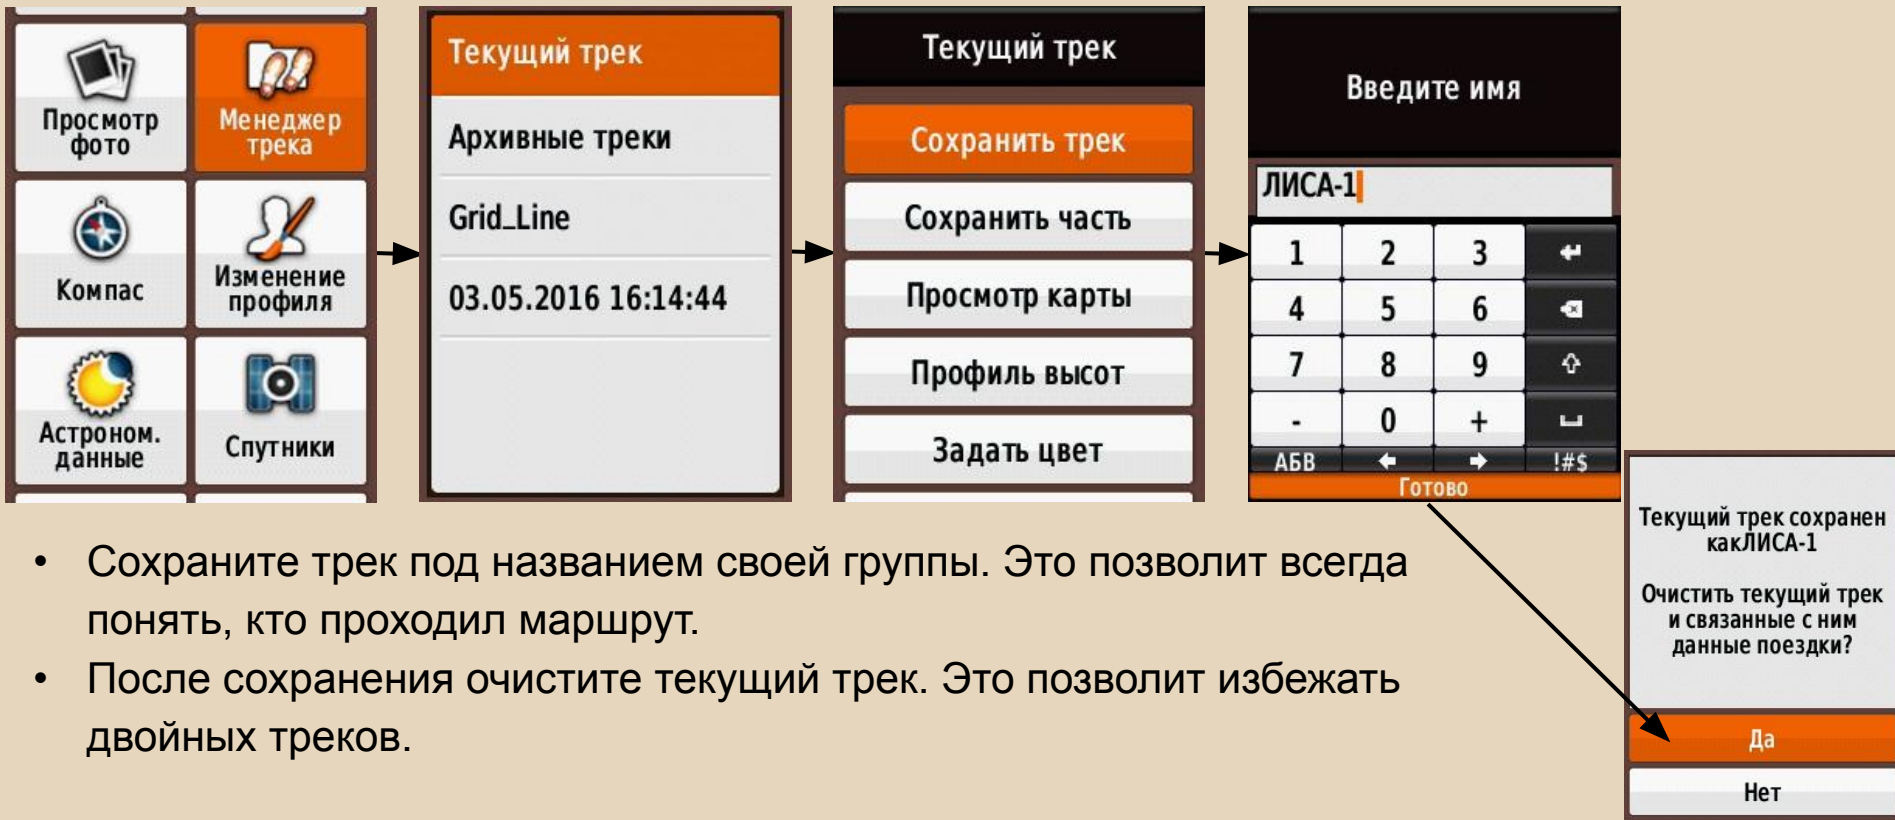 Просмотр
фото
Менеджер
трека
Компас
Изменение
профиля
Астроном.
данные
Спутники
Текущий трек
Архивные треки
Grid_Line
03.05.2016 16:14:44
Текущий трек
Сохранить трек
Сохранить часть
Просмотр карты
Профиль высот
Задать цвет
Введите имя
ЛИСА-1
1 2 3
4 5 6
7 8 9
- 0 +
АБВ !#$
Готово
Текущий трек сохранен
какЛИСА-1
Очистить текущий трек
и связанные с ним
данные поездки?
Да
Нет
• Сохраните трек под названием своей группы. Это позволит всегда
понять, кто проходил маршрут.
• После сохранения очистите текущий трек. Это позволит избежать
двойных треков.